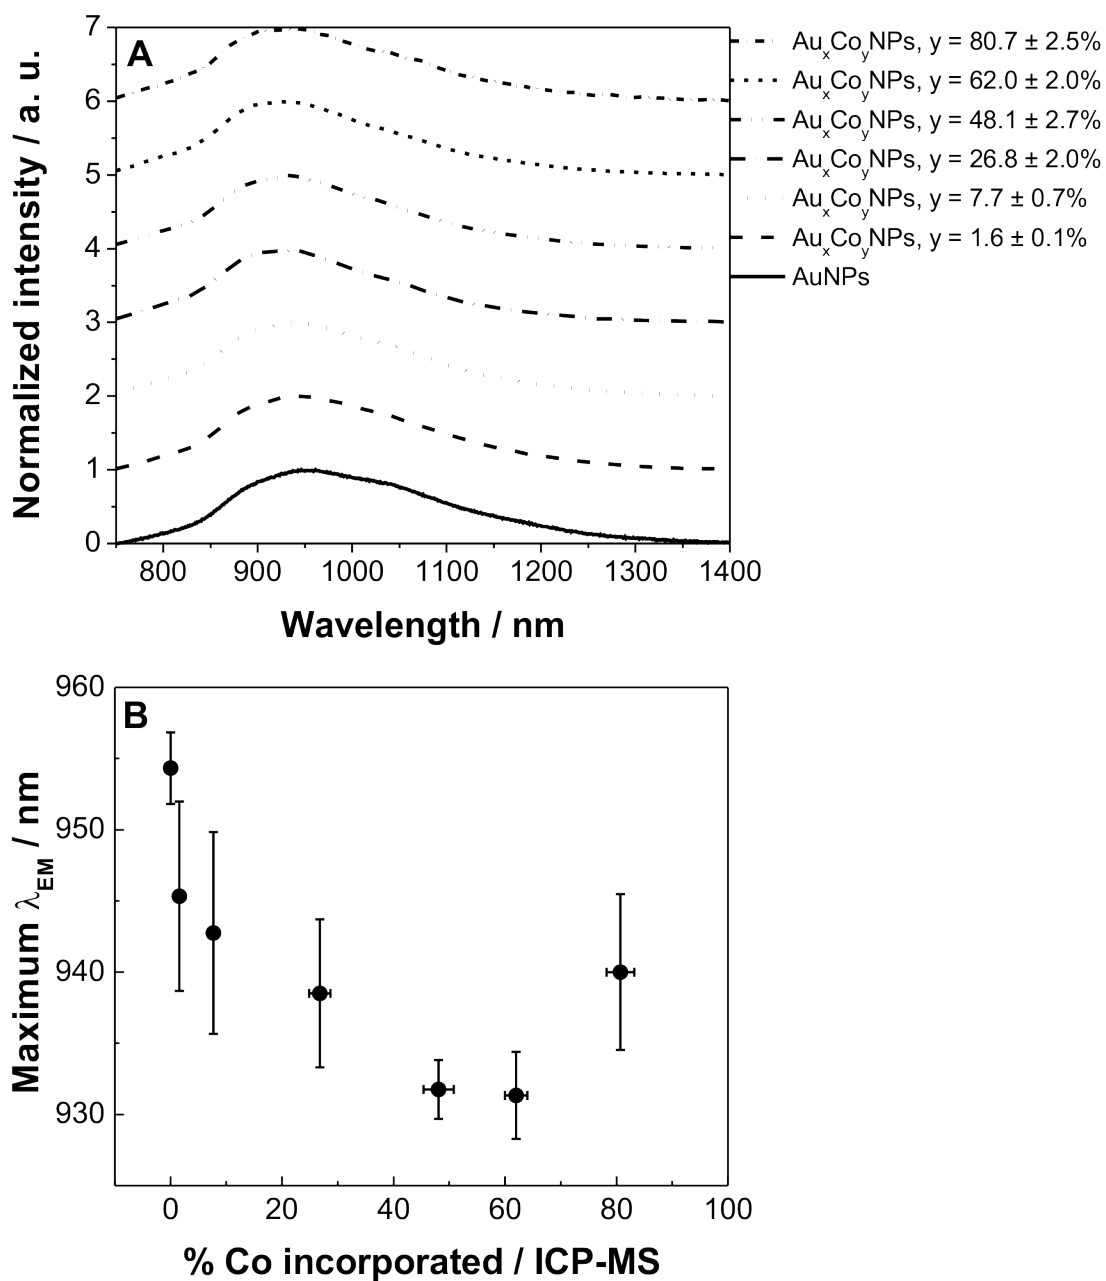 A
Normalized intensity / a. u.
7
6
5
4
3
2
1
0
800 900 1000 1100 1200 1300 1400
Wavelength / nm
AuxCoyNPs, y = 80.7 ± 2.5%
AuxCoyNPs, y = 62.0 ± 2.0%
AuxCoyNPs, y = 48.1 ± 2.7%
AuxCoyNPs, y = 26.8 ± 2.0%
AuxCoyNPs, y = 7.7 ± 0.7%
AuxCoyNPs, y = 1.6 ± 0.1%
AuNPs
B
Maximum λEM / nm
960
950
940
930
0 20 40 60 80 100
% Co incorporated / ICP-MS